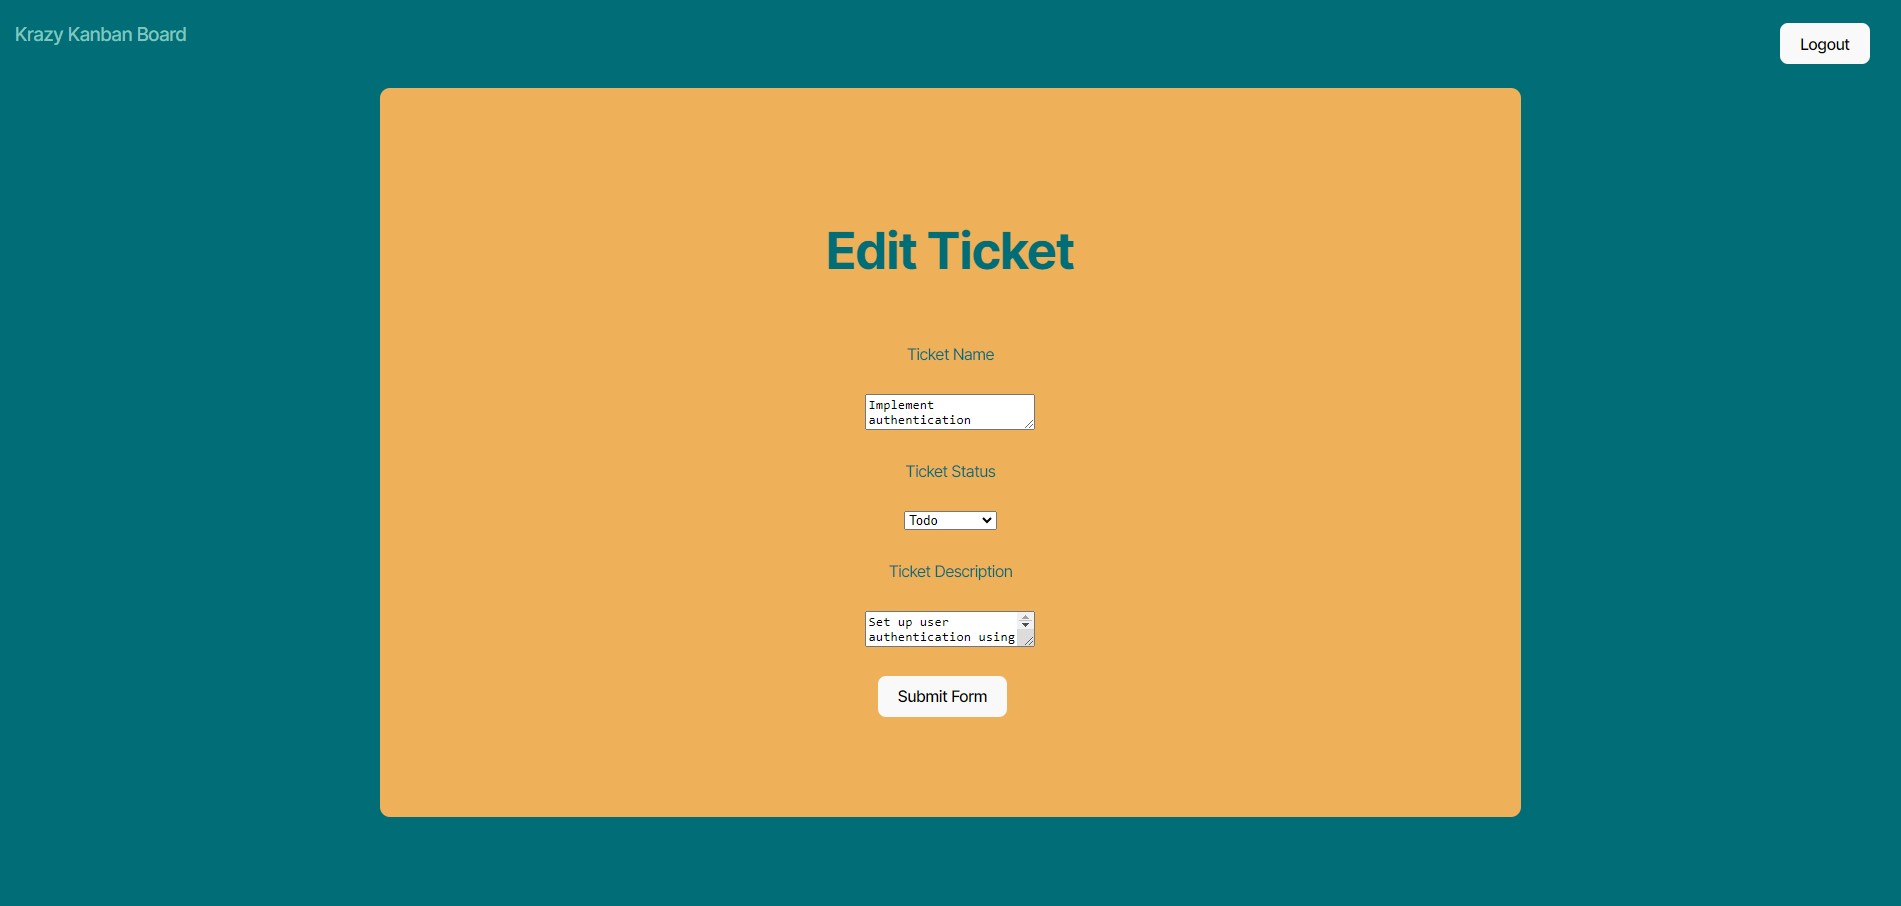 Krazy Kanban Board
Logout
Edit Ticket
Ticket Name
Implement
authentication
Ticket Status
Todo
Ticket Description
Set up user
authentication using
Submit Form